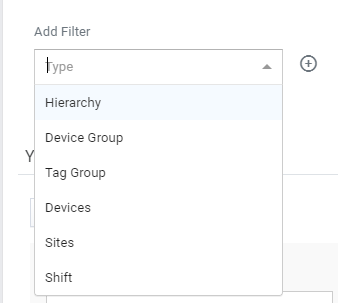 Add Filter
Type
Hierarchy
Device Group
Tag Group
Devices
Sites
Shift